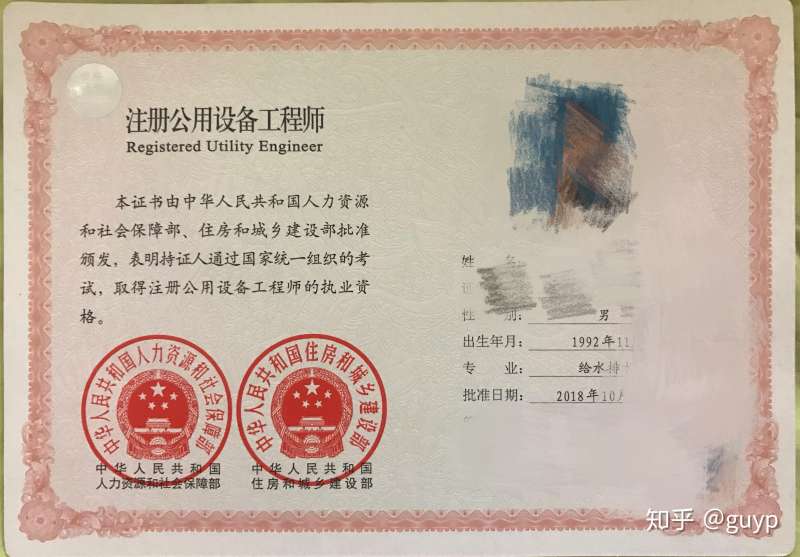 注册公用设备工程师
Registered Utility Engineer
本证书由中华人民共和国人力资源
和社会保障部、住房和城乡建设部批准
颁发，表明持证人通过国家统一组织的考
试，取得注册公用设备工程师的执业资
格。
中华人民共和国人力资源和社会保障部
中华人民共和国住房和城乡建设部
中华人民共和国
人力资源和社会保障部
中华人民共和国
住房和城乡建设部
姓名
证
性别：男
出生年月：1992年11
专业：给水排
批准日期：2018年10月
知乎 @guyp